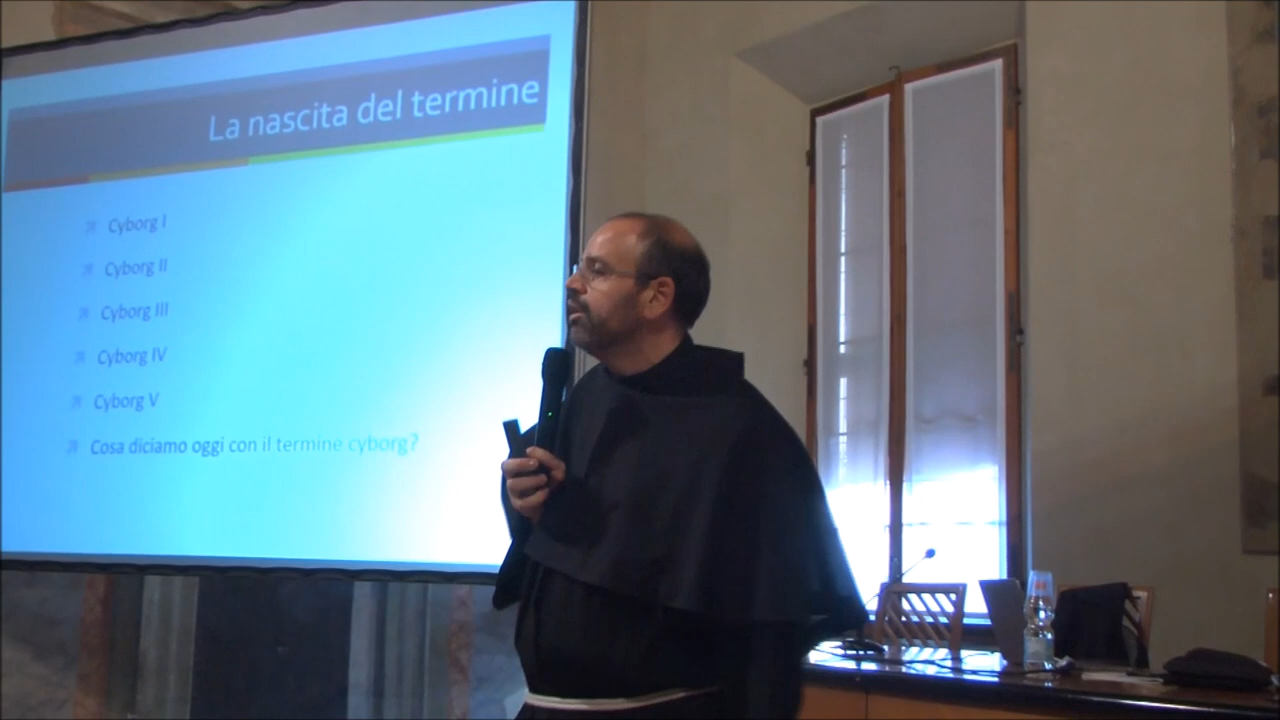 La nascita del termine
Cyborg I
Cyborg II
Cyborg III
Cyborg IV
Cyborg V
Cosa diciamo oggi con il termine cyborg?